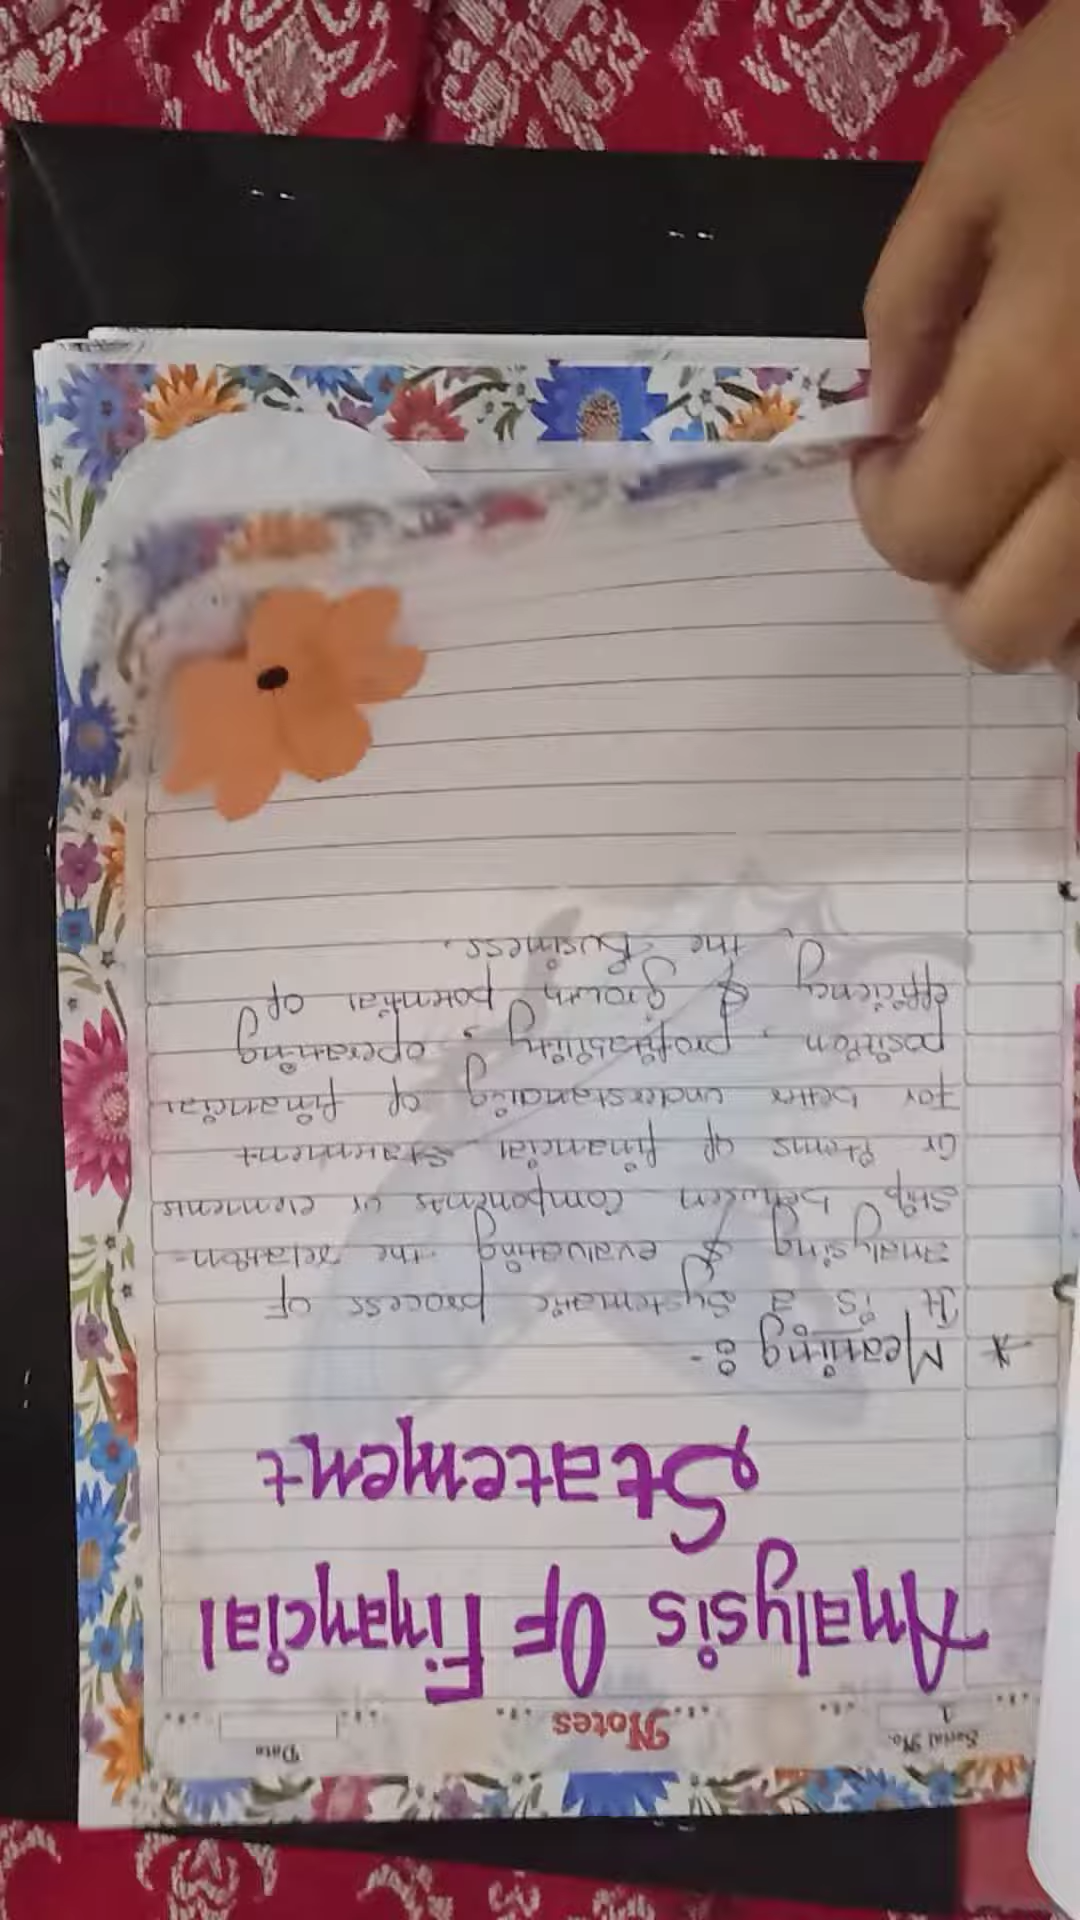 Serial No.
1
Notes
Date
Analysis OF Financial
Statement
* Meaning :-
It is a systematic process of
analysing & evaluating the relation-
ship between components or elements
or items of financial statement
for better understanding of financial
position, profitability, operating
efficiency & growth potential of
the Business.